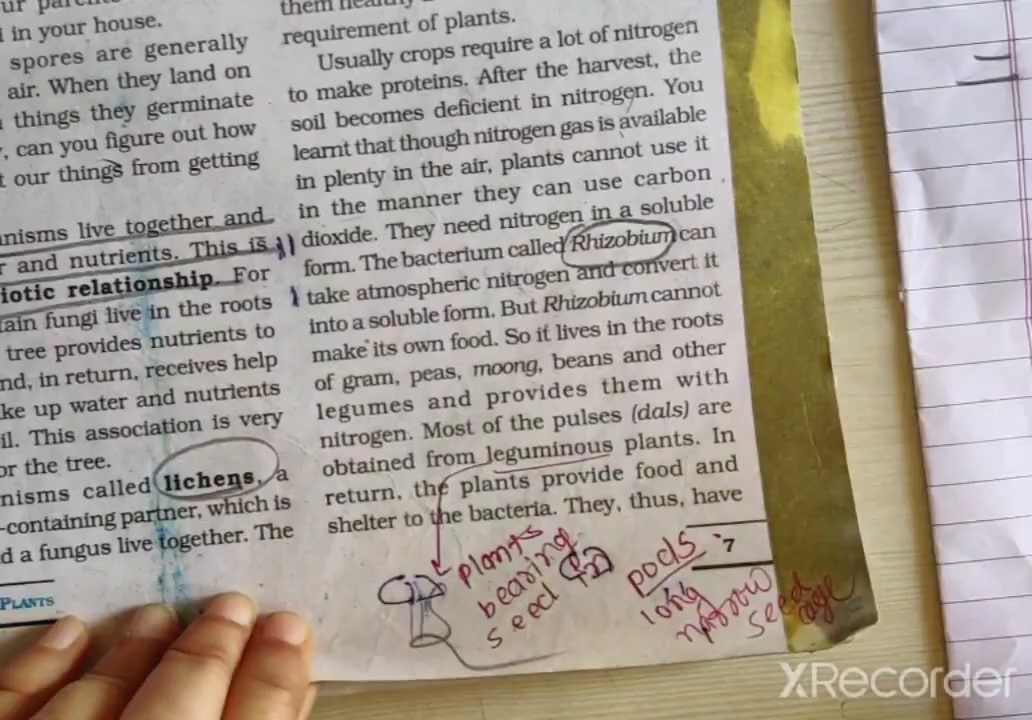 ur par
l in your house.
spores are generally
air. When they land on
things they germinate
, can you figure out how
t our things from getting
nisms live together and
r and nutrients. This is
iotic relationship. For
tain fungi live in the roots
tree provides nutrients to
nd, in return, receives help
ke up water and nutrients
il. This association is very
or the tree.
nisms called lichens, a
-containing partner, which is
d a fungus live together. The
PLANTS
them healthy
requirement of plants.
Usually crops require a lot of nitrogen
to make proteins. After the harvest, the
soil becomes deficient in nitrogen. You
learnt that though nitrogen gas is available
in plenty in the air, plants cannot use it
in the manner they can use carbon
dioxide. They need nitrogen in a soluble
form. The bacterium called Rhizobium can
take atmospheric nitrogen and convert it
into a soluble form. But Rhizobium cannot
make its own food. So it lives in the roots
of gram, peas, moong, beans and other
legumes and provides them with
nitrogen. Most of the pulses (dals) are
obtained from leguminous plants. In
return, the plants provide food and
shelter to the bacteria. They, thus, have
7
plants
bearing
seed in
pods
long
narrow
seed
XRecorder